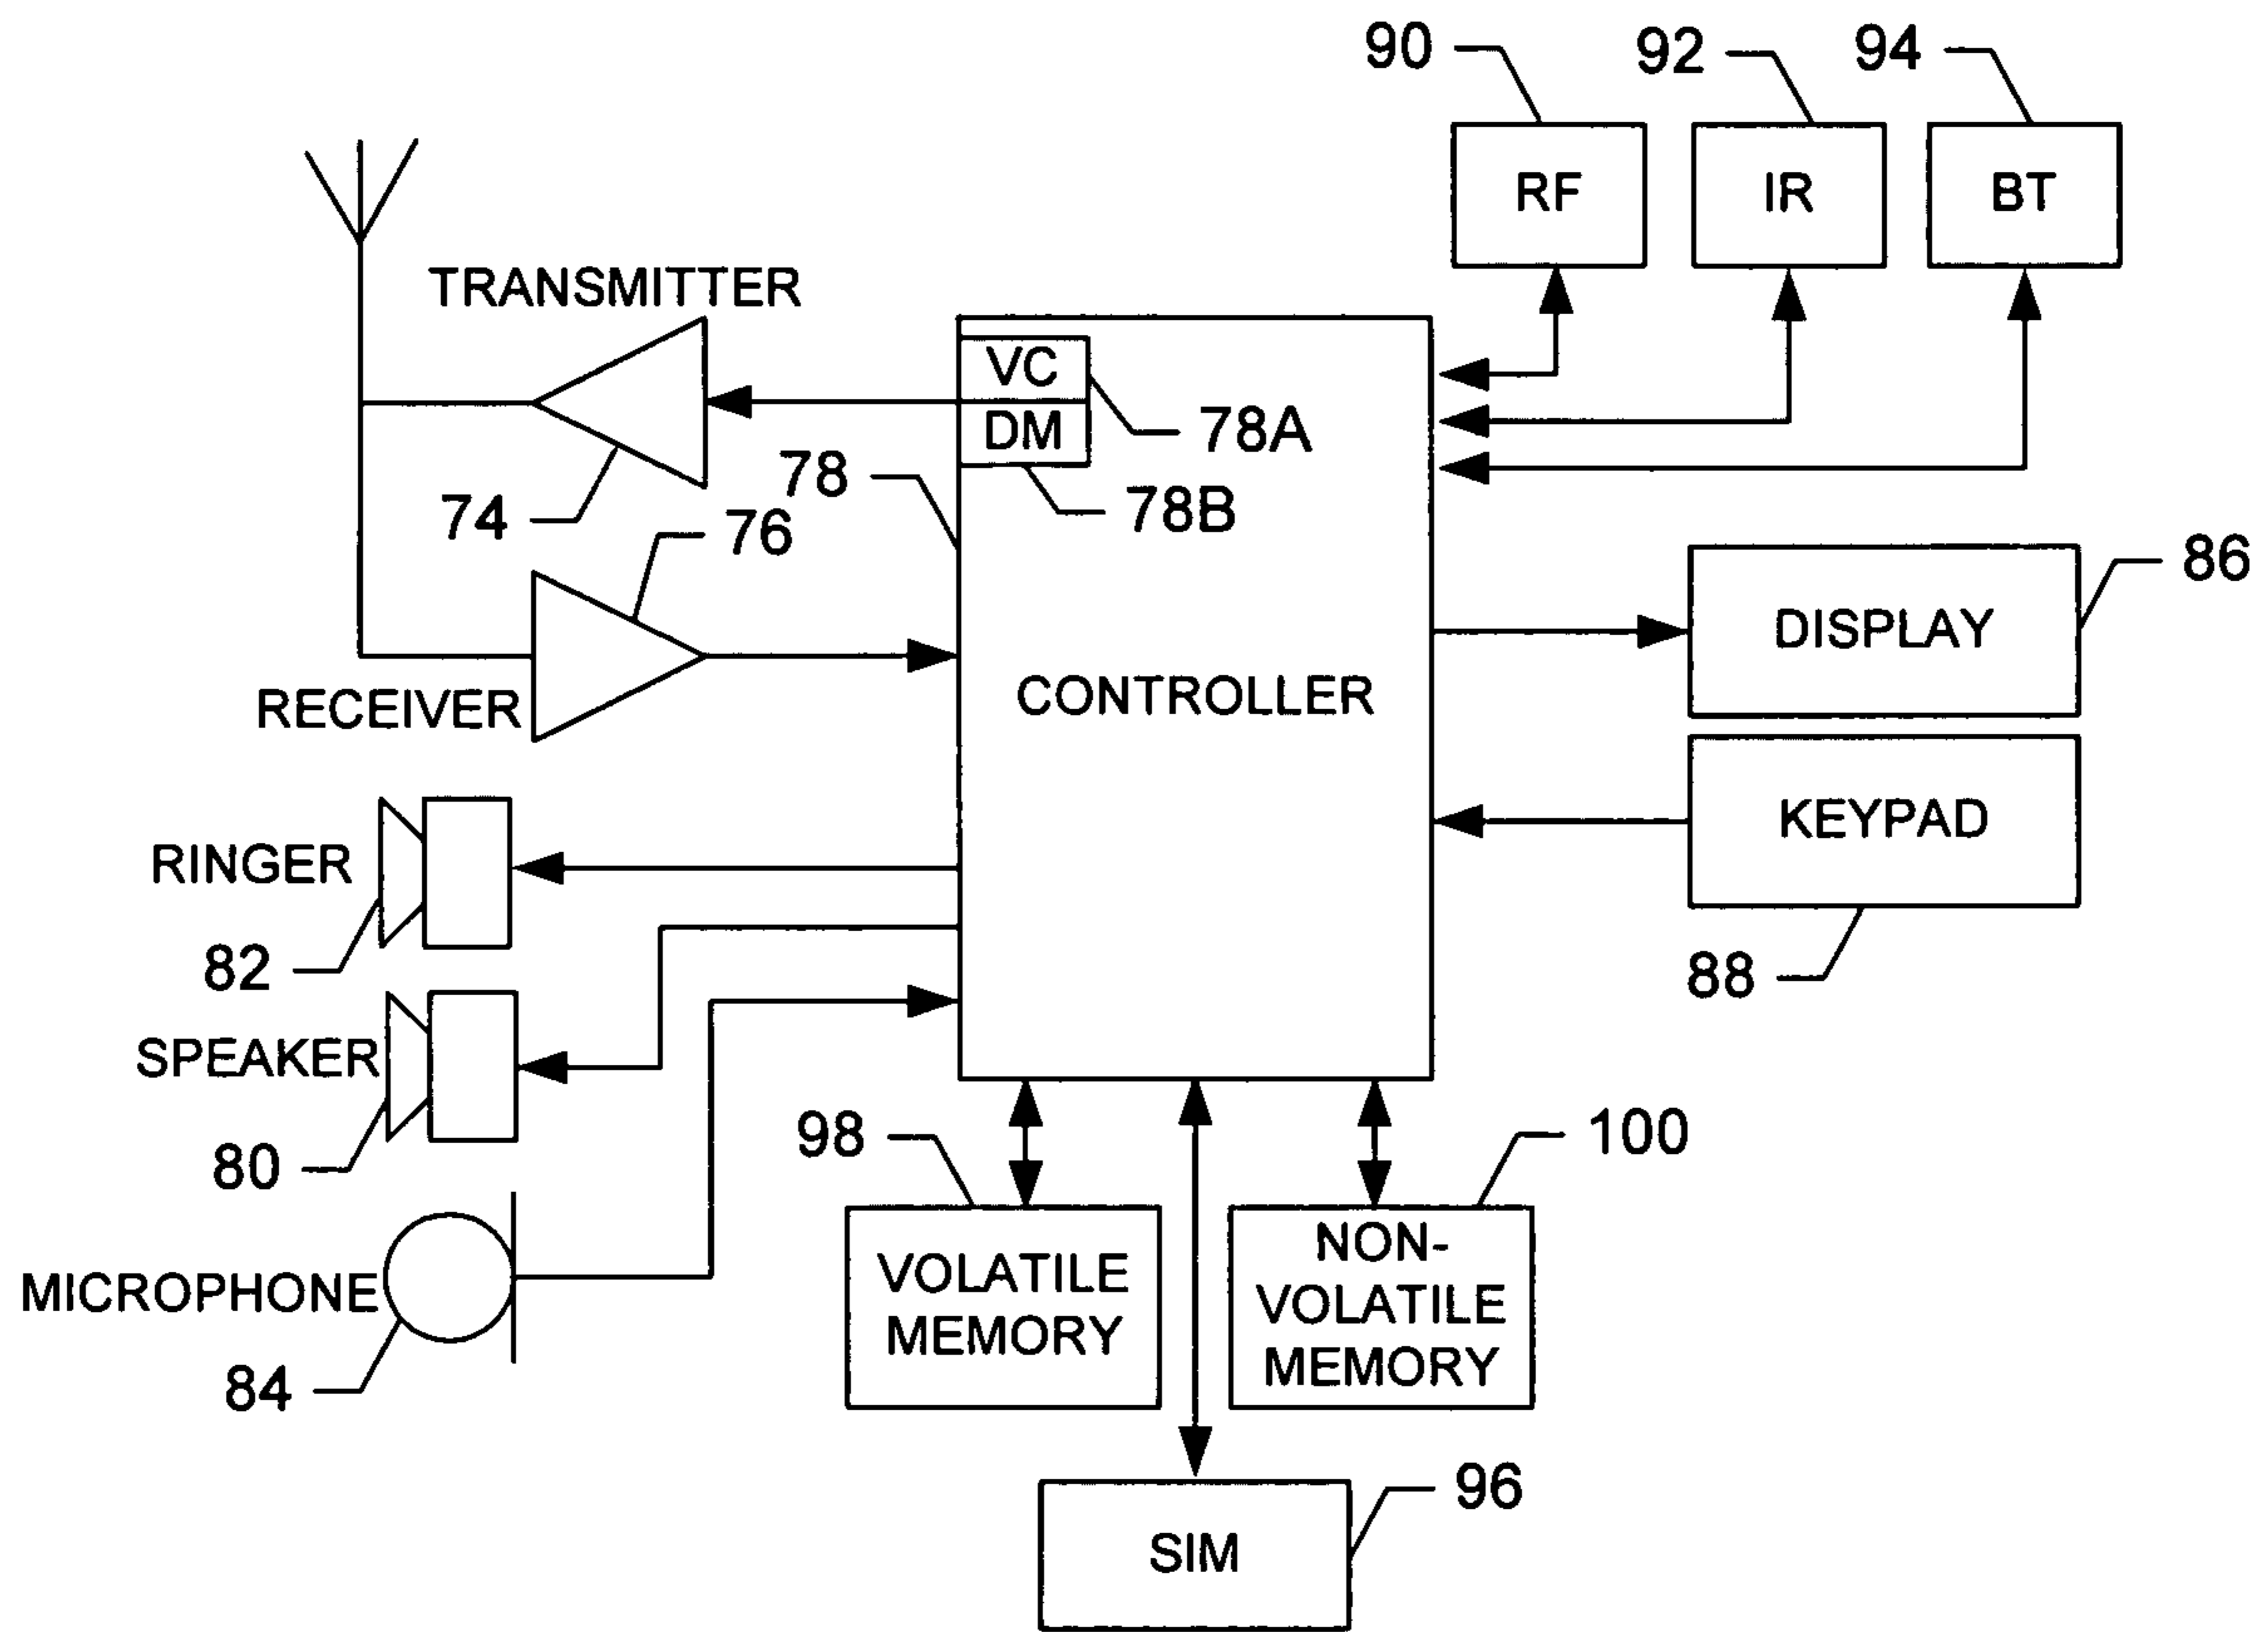 90
92
94
RF
IR
BT
TRANSMITTER
VC
DM
78A
78
78B
74
76
86
DISPLAY
CONTROLLER
RECEIVER
KEYPAD
RINGER
82
88
SPEAKER
80
98
100
MICROPHONE
84
VOLATILE
MEMORY
NON-
VOLATILE
MEMORY
96
SIM